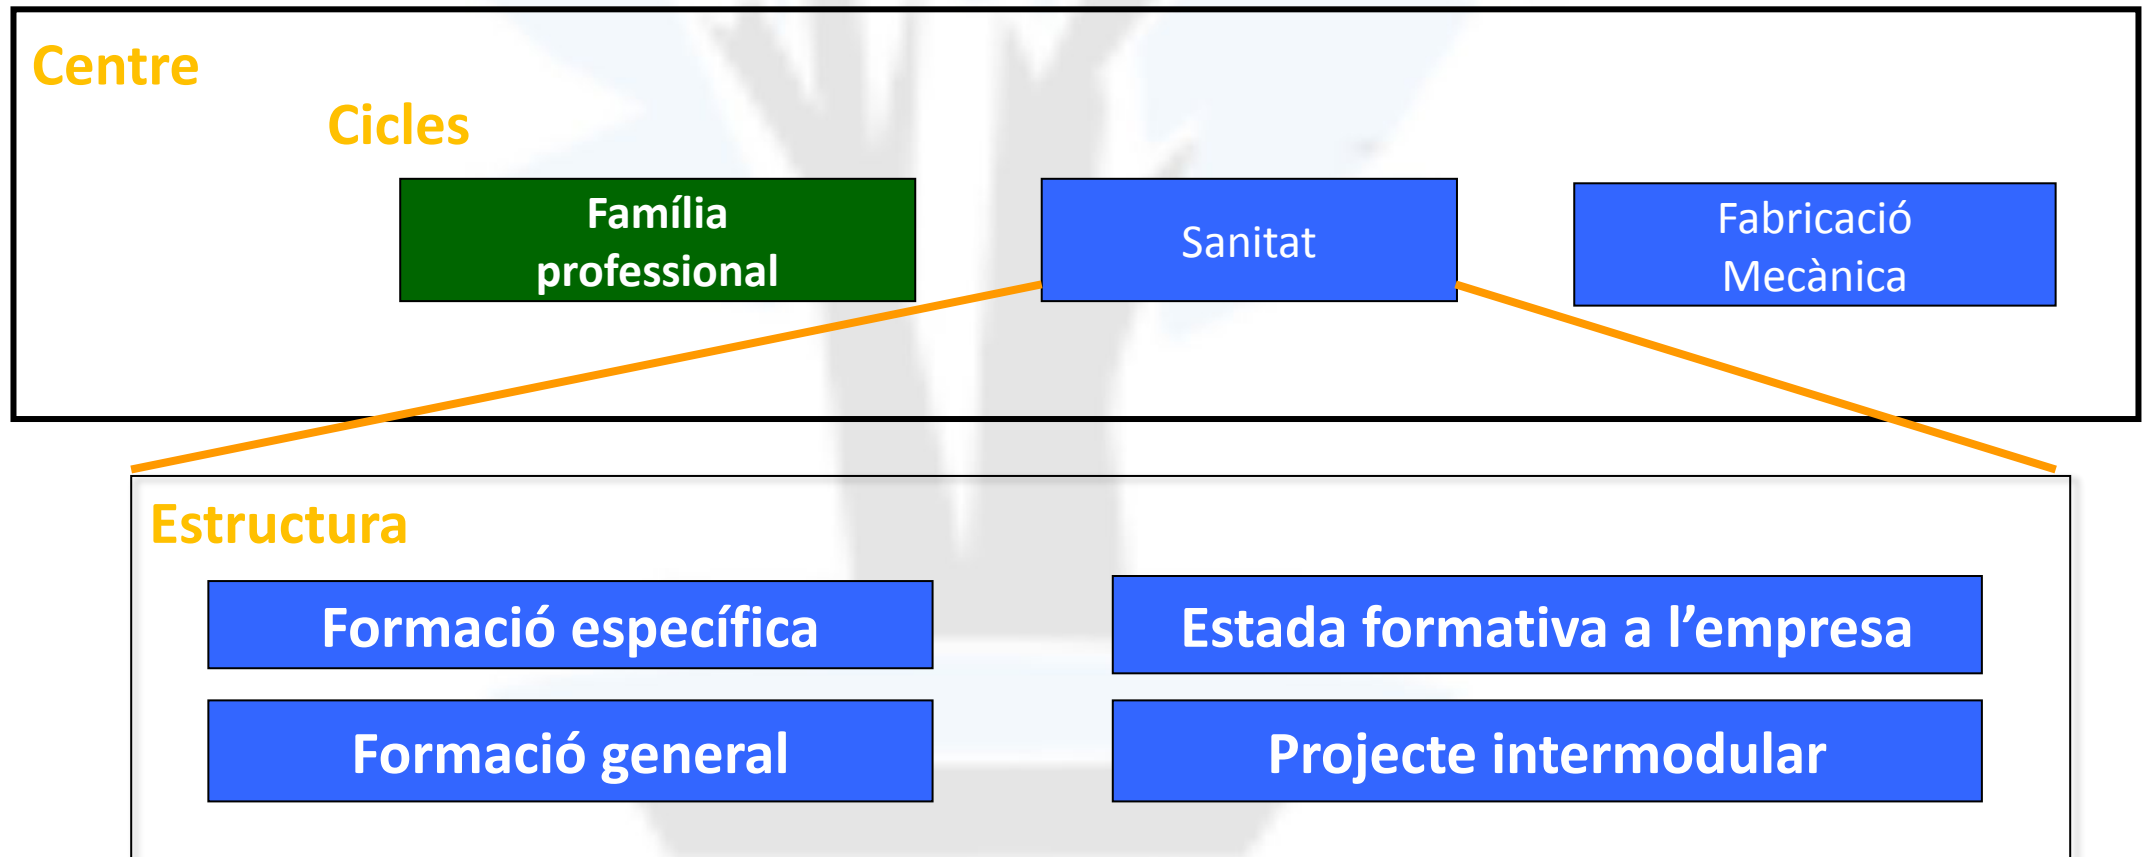 Centre
Cicles
Família
professional
Sanitat
Fabricació
Mecànica
Estructura
Formació específica
Estada formativa a l’empresa
Formació general
Projecte intermodular